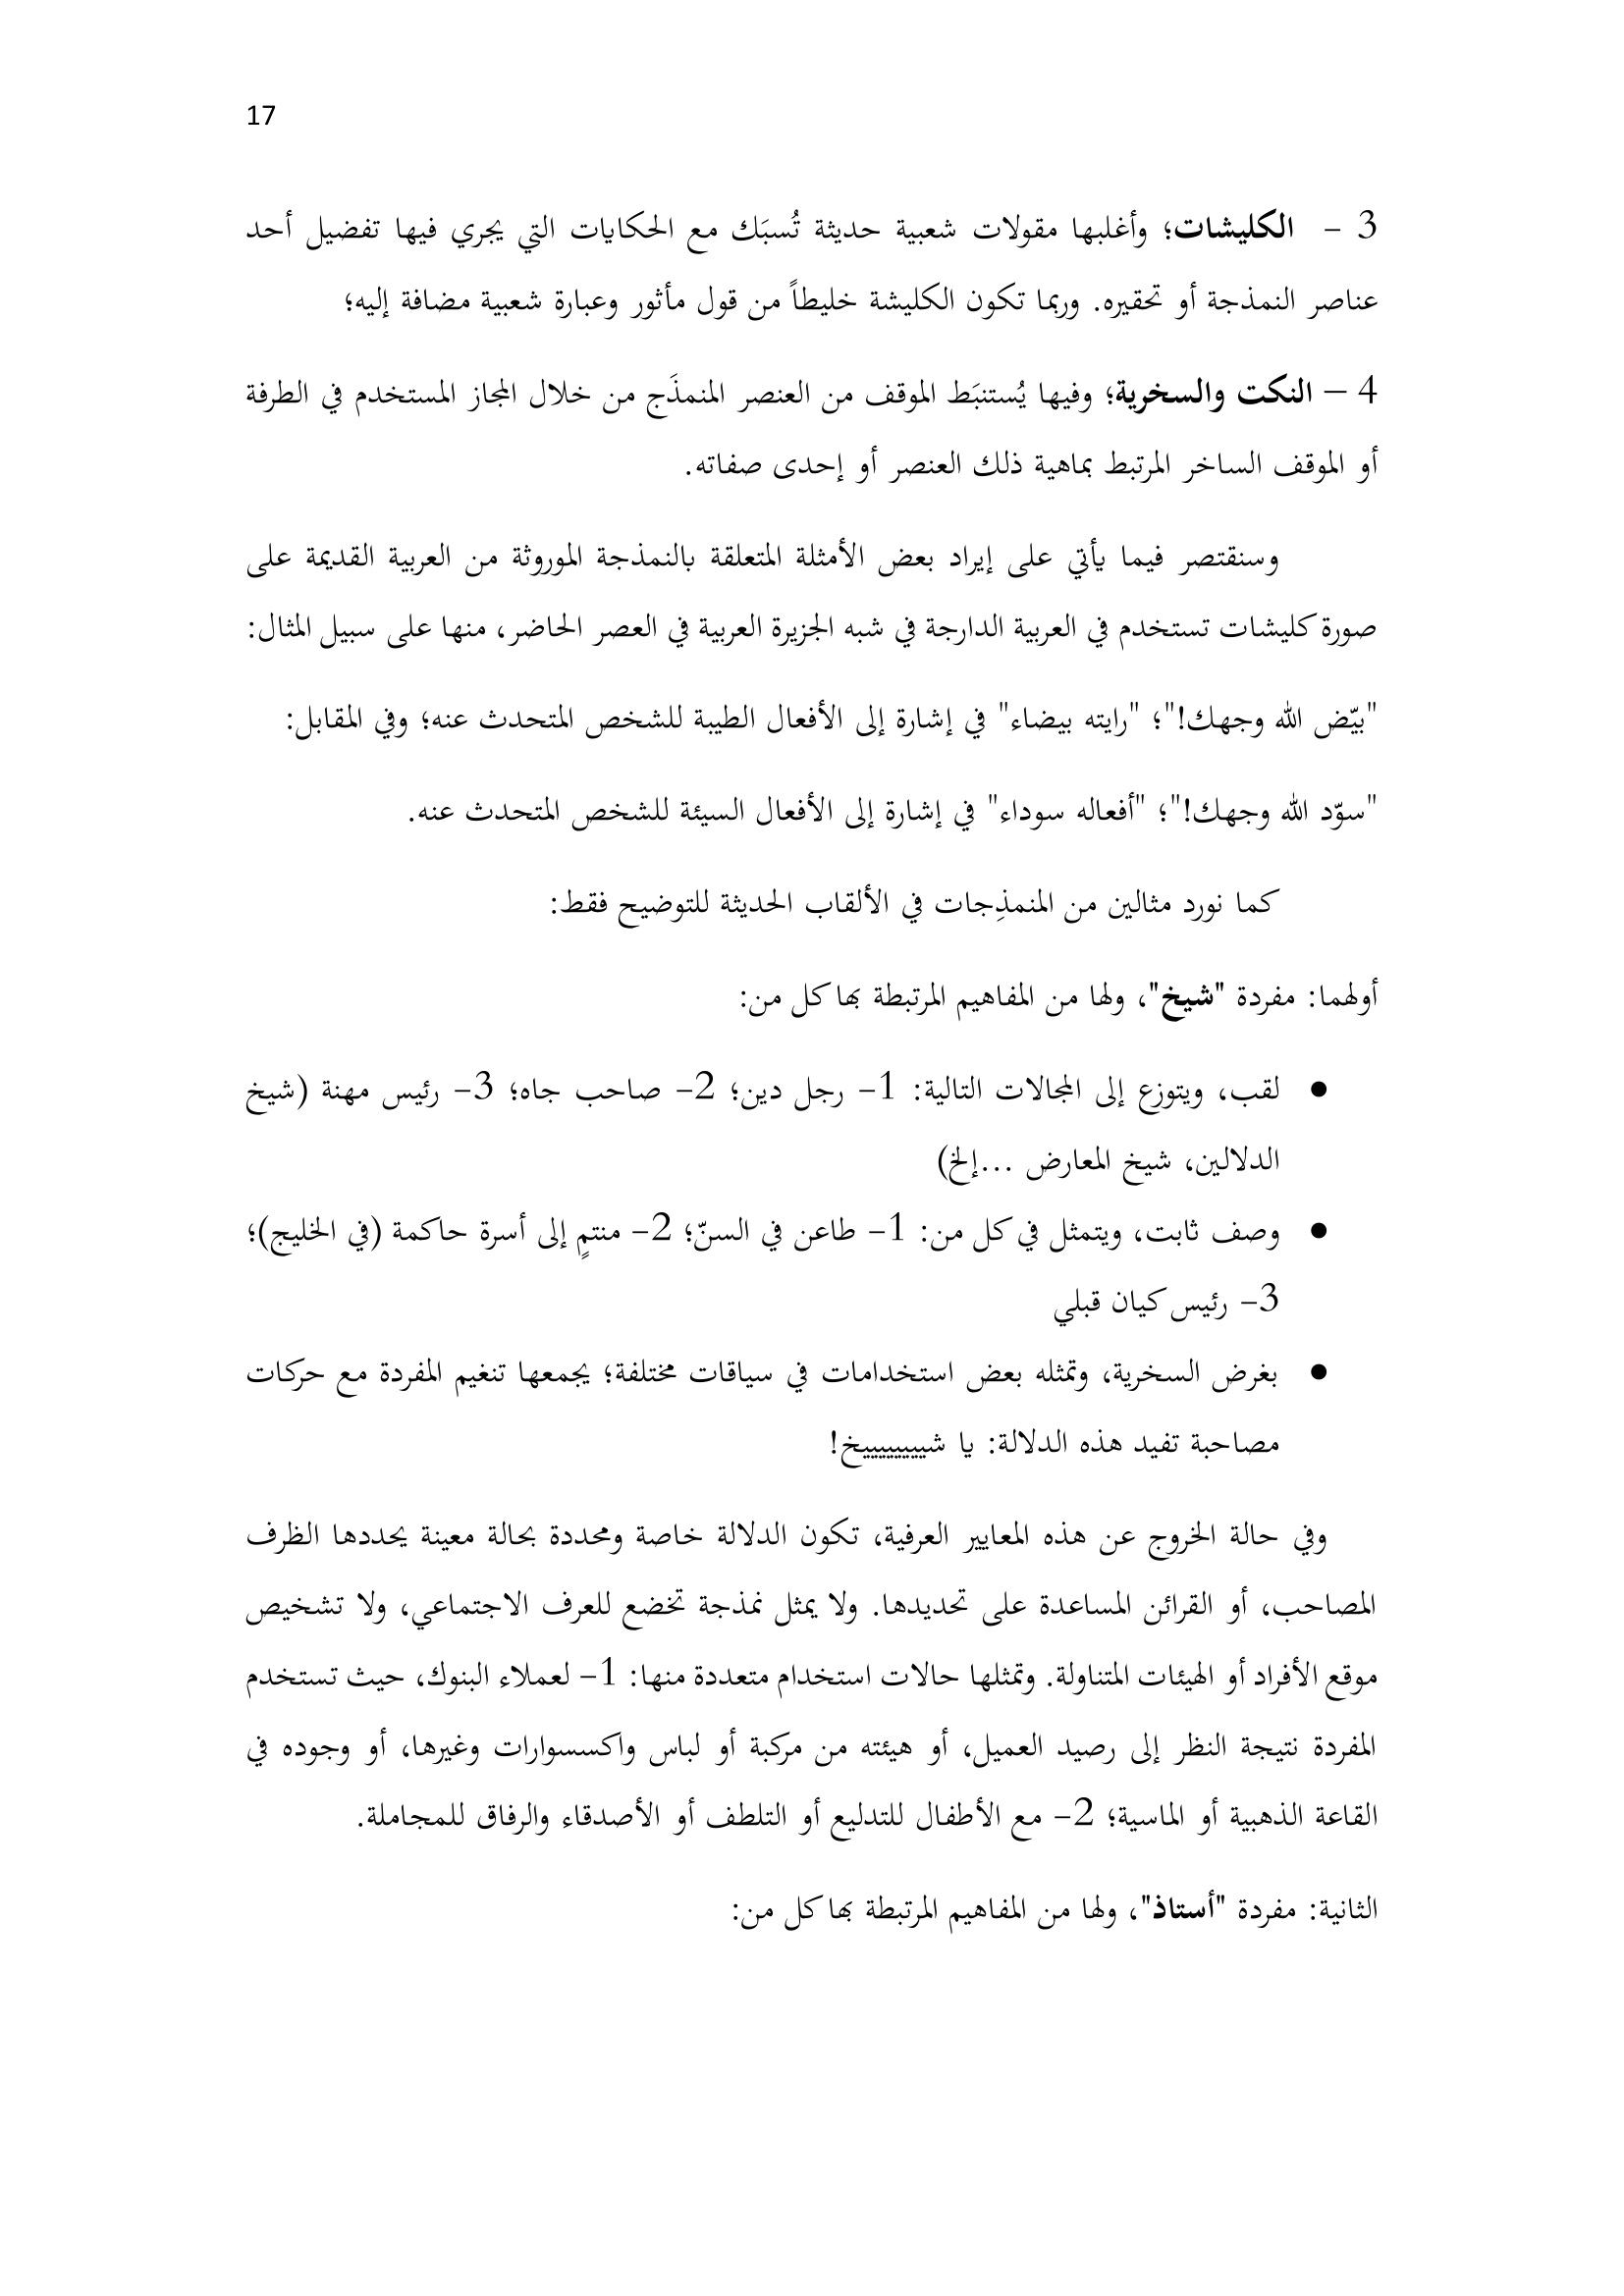 17
3 - الكليشات؛ وأغلبها مقولات شعبية حديثة تُسبَك مع الحكايات التي يجري فيها تفضيل أحد
عناصر النمذجة أو تحقيره. وربما تكون الكليشة خليطاً من قول مأثور وعبارة شعبية مضافة إليه؛
4 – النكت والسخرية؛ وفيها يُستنبَط الموقف من العنصر المنمذَج من خلال المجاز المستخدم في الطرفة
أو الموقف الساخر المرتبط بماهية ذلك العنصر أو إحدى صفاته.
وسنقتصر فيما يأتي على إيراد بعض الأمثلة المتعلقة بالنمذجة الموروثة من العربية القديمة على
صورة كليشات تستخدم في العربية الدارجة في شبه الجزيرة العربية في العصر الحاضر، منها على سبيل المثال:
"بيّض الله وجهك!"؛ "رايته بيضاء" في إشارة إلى الأفعال الطيبة للشخص المتحدث عنه؛ وفي المقابل:
"سوّد الله وجهك!"؛ "أفعاله سوداء" في إشارة إلى الأفعال السيئة للشخص المتحدث عنه.
كما نورد مثالين من المنمذِجات في الألقاب الحديثة للتوضيح فقط:
أولهما: مفردة "شيخ"، ولها من المفاهيم المرتبطة بها كل من:
● لقب، ويتوزع إلى المجالات التالية: 1- رجل دين؛ 2- صاحب جاه؛ 3- رئيس مهنة (شيخ
الدلالين، شيخ المعارض ...إلخ)
● وصف ثابت، ويتمثل في كل من: 1- طاعن في السنّ؛ 2- منتمٍ إلى أسرة حاكمة (في الخليج)؛
3- رئيس كيان قبلي
● بغرض السخرية، وتمثله بعض استخدامات في سياقات مختلفة؛ يجمعها تنغيم المفردة مع حركات
مصاحبة تفيد هذه الدلالة: يا شييييييييخ!
وفي حالة الخروج عن هذه المعايير العرفية، تكون الدلالة خاصة ومحددة بحالة معينة يحددها الظرف
المصاحب، أو القرائن المساعدة على تحديدها. ولا يمثل نمذجة تخضع للعرف الاجتماعي، ولا تشخيص
موقع الأفراد أو الهيئات المتناولة. وتمثلها حالات استخدام متعددة منها: 1- لعملاء البنوك، حيث تستخدم
المفردة نتيجة النظر إلى رصيد العميل، أو هيئته من مركبة أو لباس واكسسوارات وغيرها، أو وجوده في
القاعة الذهبية أو الماسية؛ 2- مع الأطفال للتدليع أو التلطف أو الأصدقاء والرفاق للمجاملة.
الثانية: مفردة "أستاذ"، ولها من المفاهيم المرتبطة بها كل من: